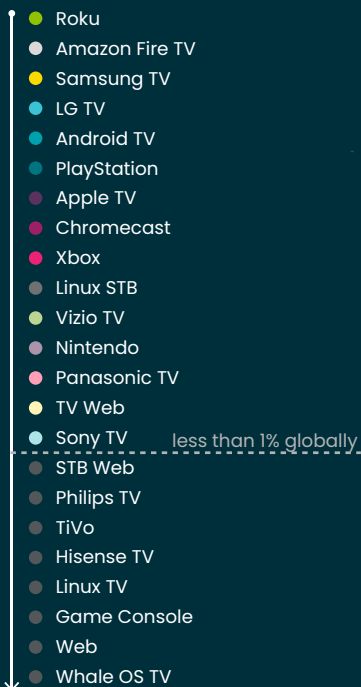 Roku
Amazon Fire TV
Samsung TV
LG TV
Android TV
PlayStation
Apple TV
Chromecast
Xbox
Linux STB
Vizio TV
Nintendo
Panasonic TV
TV Web
Sony TV less than 1% globally
STB Web
Philips TV
TiVo
Hisense TV
Linux TV
Game Console
Web
Whale OS TV